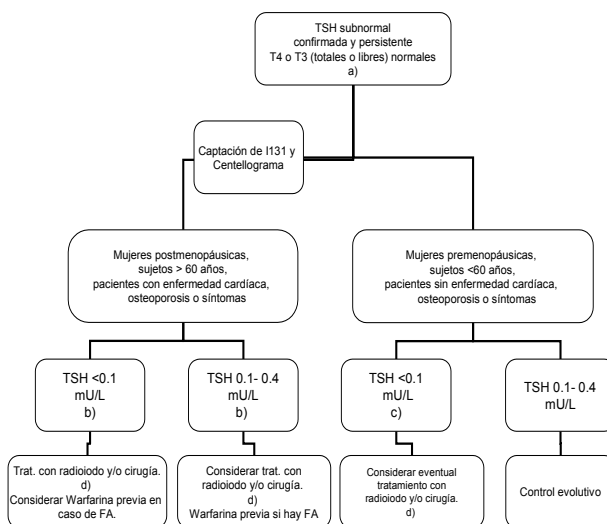 TSH subnormal
confirmada y persistente
T4 o T3 (totales o libres) normales
a)
Captación de I131 y
Centellograma
Mujeres postmenopáusicas,
sujetos > 60 años,
pacientes con enfermedad cardíaca,
osteoporosis o síntomas
Mujeres premenopáusicas,
sujetos <60 años,
pacientes sin enfermedad cardíaca,
osteoporosis o síntomas
TSH <0.1
mU/L
b)
TSH 0.1- 0.4
mU/L
b)
TSH <0.1
mU/L
c)
TSH 0.1- 0.4
mU/L
Trat. con radioiodo y/o cirugía.
d)
Considerar Warfarina previa en
caso de FA.
Considerar trat. con
radioiodo y/o cirugía.
d)
Warfarina previa si hay FA
Considerar eventual
tratamiento con
radioiodo y/o cirugía.
d)
Control evolutivo